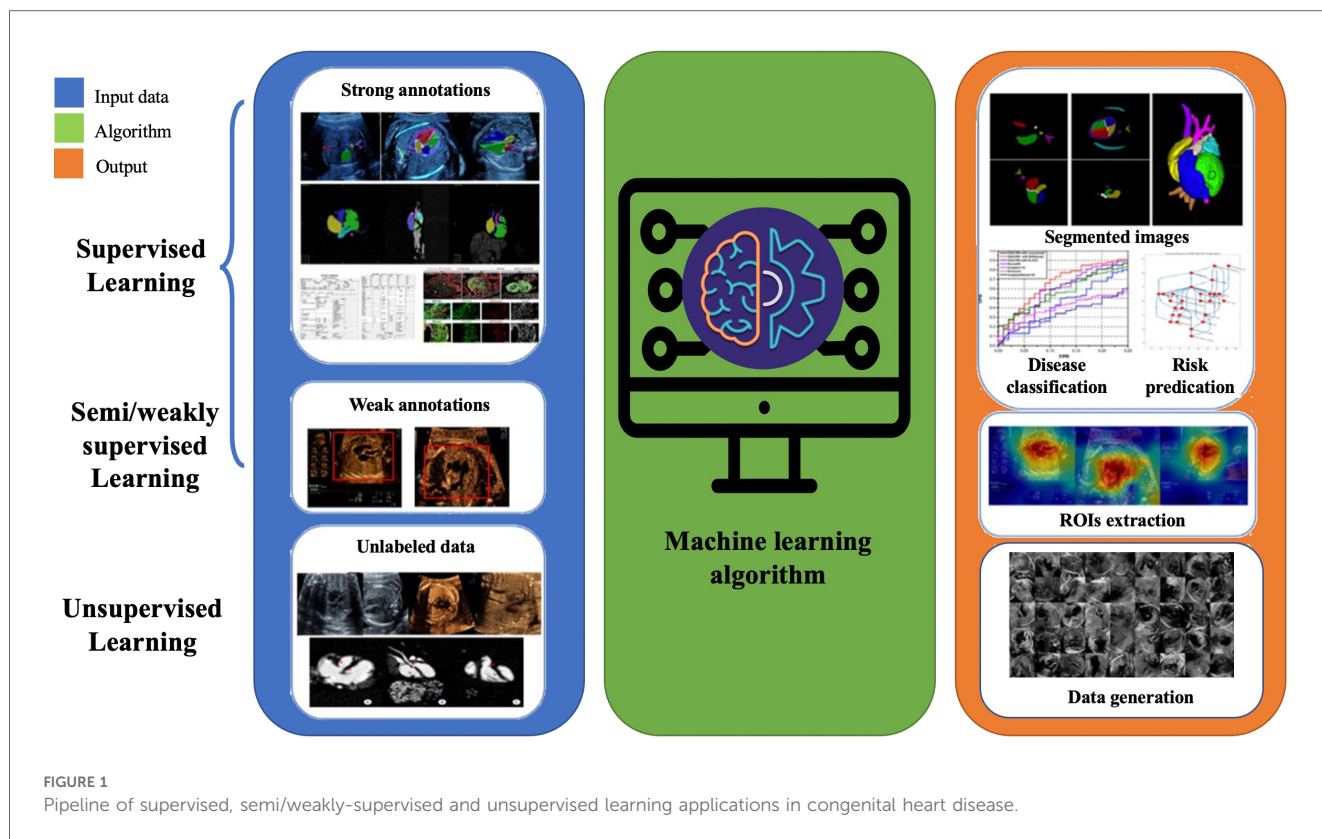 Input data
Algorithm
Output
Supervised
Learning
Semi/weakly
supervised
Learning
Unsupervised
Learning
Strong annotations
Weak annotations
Unlabeled data
Machine learning
algorithm
Segmented images
FPR
Disease
classification
Risk
predication
ROIs extraction
Data generation
FIGURE 1
Pipeline of supervised, semi/weakly-supervised and unsupervised learning applications in congenital heart disease.